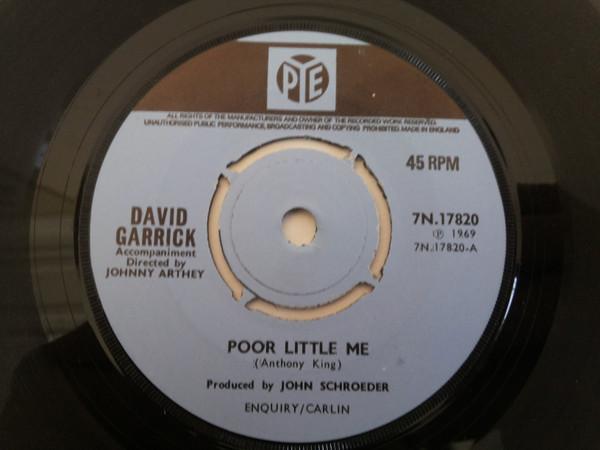 PYE
ALL RIGHTS OF THE MANUFACTURERS AND OWNER OF THE RECORDED WORK RESERVED.
UNAUTHORISED PUBLIC PERFORMANCE, BROADCASTING AND COPYING PROHIBITED. MADE IN ENGLAND
45 RPM
7N.17820
Ⓟ 1969
7N.17820-A
DAVID
GARRICK
Accompaniment
Directed by
JOHNNY ARTHEY
POOR LITTLE ME
(Anthony King)
Produced by JOHN SCHROEDER
ENQUIRY/CARLIN